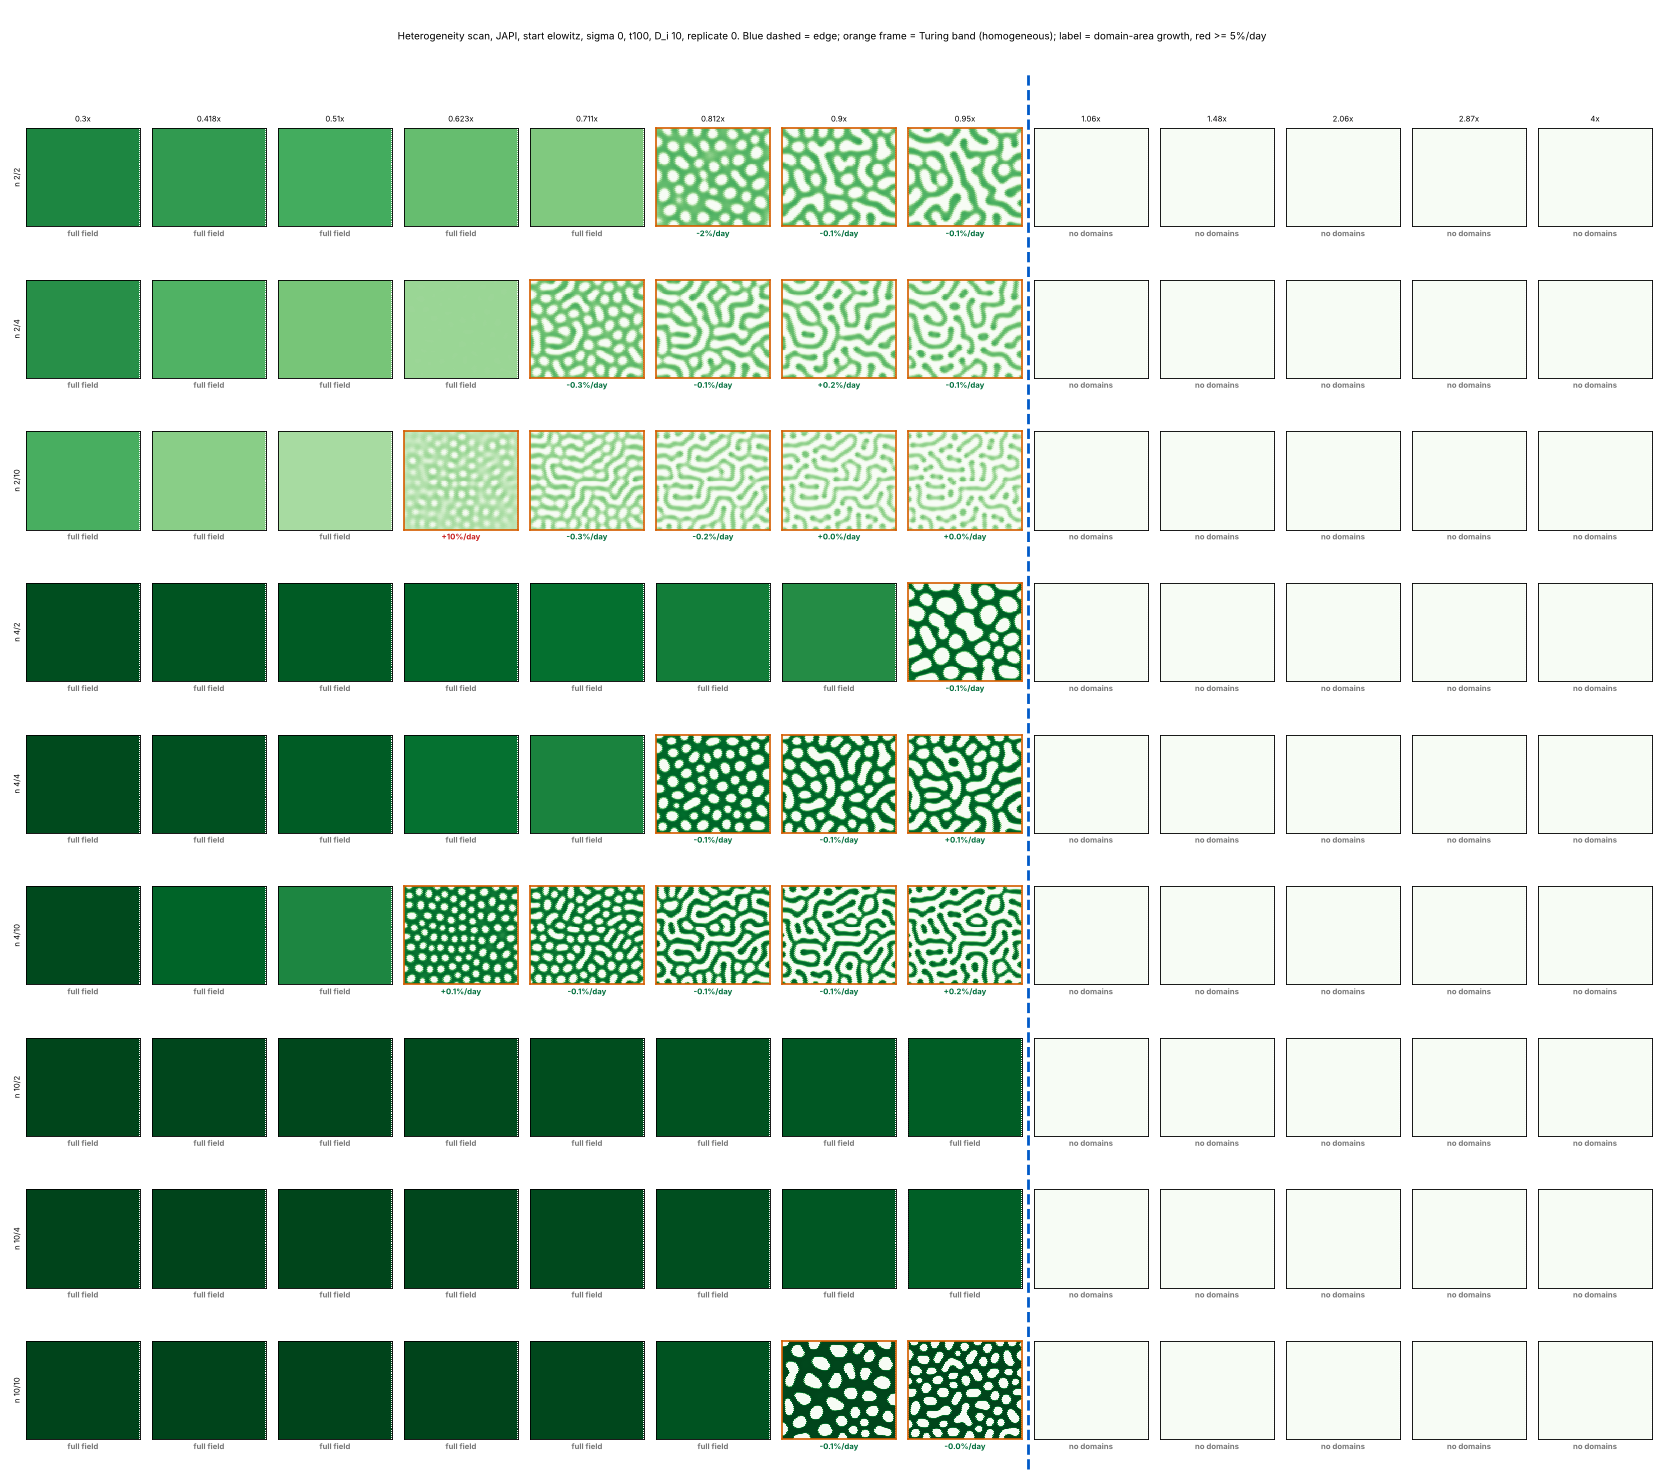 Heterogeneity scan, JAPI, start elowitz, sigma 0, t100, D_i 10, replicate 0. Blue dashed = edge; orange frame = Turing band (homogeneous); label = domain-area growth, red >= 5%/day
0.3x 0.418x 0.51x 0.623x 0.711x 0.812x 0.9x 0.95x 1.06x 1.48x 2.06x 2.87x 4x
n 2/2
full field full field full field full field full field -2%/day -0.1%/day -0.1%/day no domains no domains no domains no domains no domains
n 2/4
full field full field full field full field -0.3%/day -0.1%/day +0.2%/day -0.1%/day no domains no domains no domains no domains no domains
n 2/10
full field full field full field +10%/day -0.3%/day -0.2%/day +0.0%/day +0.0%/day no domains no domains no domains no domains no domains
n 4/2
full field full field full field full field full field full field full field -0.1%/day no domains no domains no domains no domains no domains
n 4/4
full field full field full field full field full field -0.1%/day -0.1%/day +0.1%/day no domains no domains no domains no domains no domains
n 4/10
full field full field full field +0.1%/day -0.1%/day -0.1%/day -0.1%/day +0.2%/day no domains no domains no domains no domains no domains
n 10/2
full field full field full field full field full field full field full field full field no domains no domains no domains no domains no domains
n 10/4
full field full field full field full field full field full field full field full field no domains no domains no domains no domains no domains
n 10/10
full field full field full field full field full field full field -0.1%/day -0.0%/day no domains no domains no domains no domains no domains